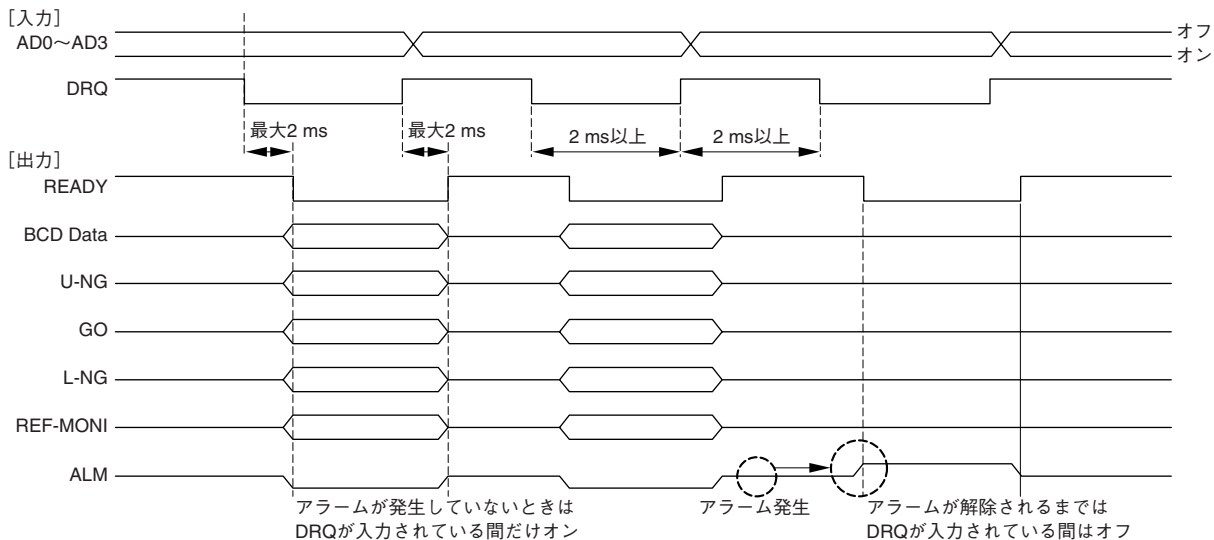 [入力]
AD0～AD3
オフ
オン
DRQ
最大2 ms
最大2 ms
2 ms以上
2 ms以上
[出力]
READY
BCD Data
U-NG
GO
L-NG
REF-MONI
ALM
アラームが発生していないときは
DRQが入力されている間だけオン
アラーム発生
アラームが解除されるまでは
DRQが入力されている間はオフ